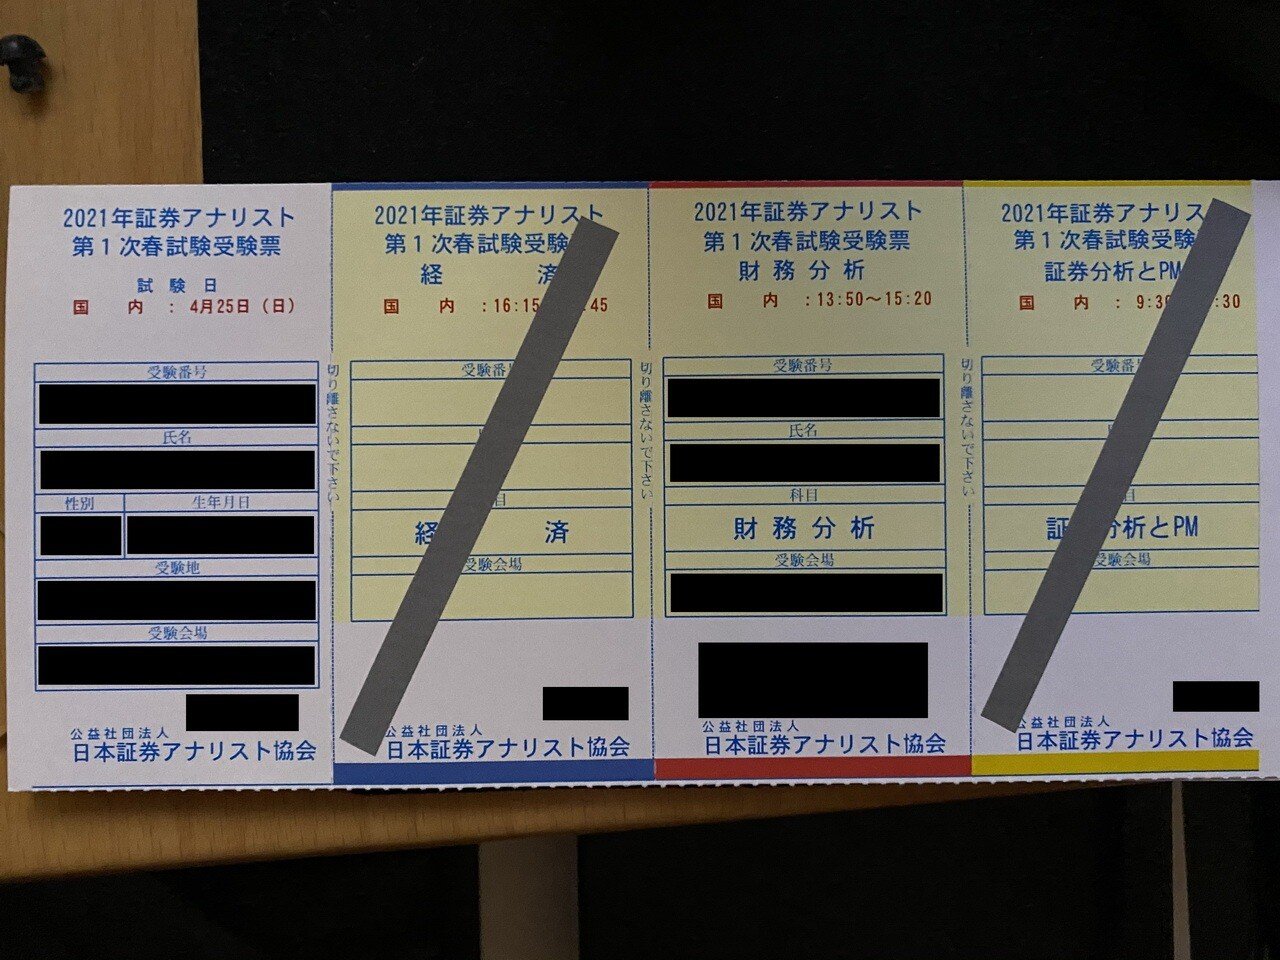 2021年証券アナリスト
第１次春試験受験票
試験日
国内：4月25日（日）
受験番号
氏名
性別
生年月日
受験地
受験会場
公益社団法人
日本証券アナリスト協会
切り離さないで下さい
2021年証券アナリスト
第１次春試験受験
経済
国内：16:15 45
受験番号
経済
受験会場
公益社団法人
日本証券アナリスト協会
切り離さないで下さい
2021年証券アナリスト
第１次春試験受験票
財務分析
国内：13:50～15:20
受験番号
氏名
科目
財務分析
受験会場
公益社団法人
日本証券アナリスト協会
切り離さないで下さい
2021年証券アナリス
第１次春試験受験
証券分析とPM
国内：9:30 :30
受験番号
証 分析とPM
受験会場
公益社団法人
日本証券アナリスト協会